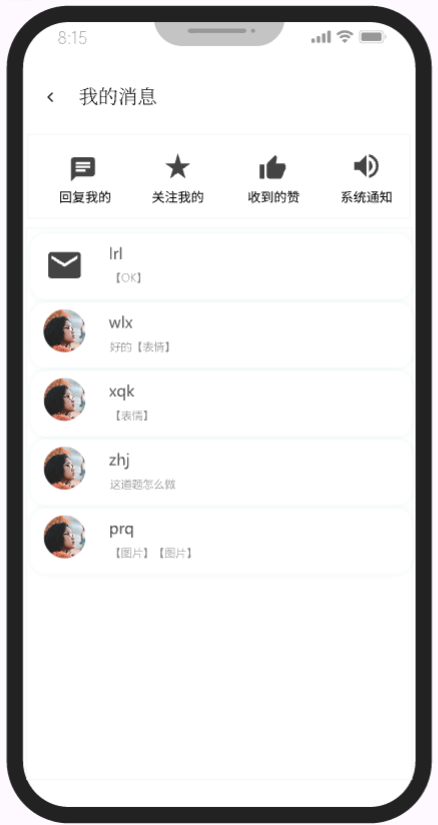 8:15
我的消息
回复我的 关注我的 收到的赞 系统通知
lrl
【OK】
wlx
好的【表情】
xqk
【表情】
zhj
这道题怎么做
prq
【图片】【图片】